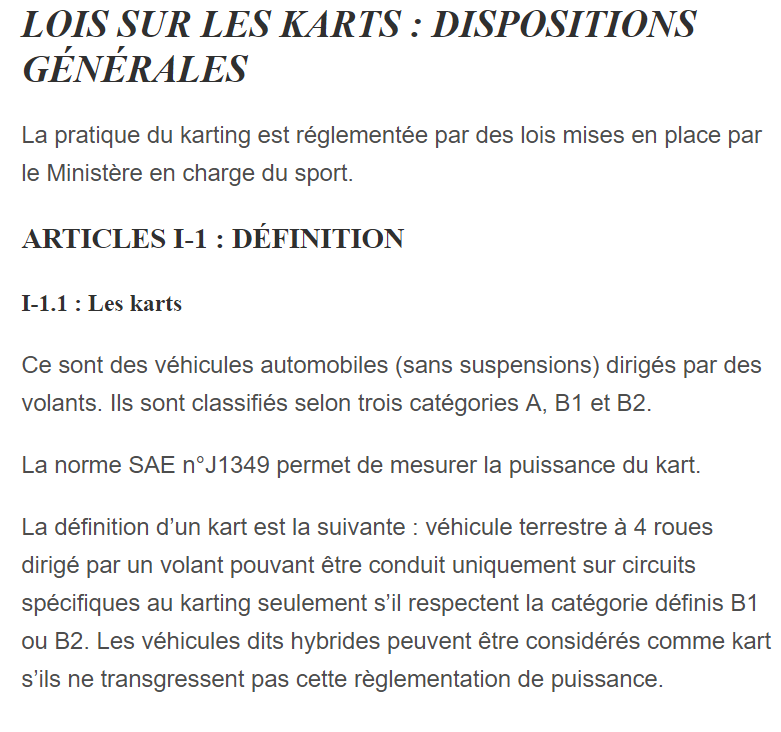 LOIS SUR LES KARTS : DISPOSITIONS
GÉNÉRALES
La pratique du karting est réglementée par des lois mises en place par
le Ministère en charge du sport.
ARTICLES I-1 : DÉFINITION
I-1.1 : Les karts
Ce sont des véhicules automobiles (sans suspensions) dirigés par des
volants. Ils sont classifiés selon trois catégories A, B1 et B2.
La norme SAE n°J1349 permet de mesurer la puissance du kart.
La définition d’un kart est la suivante : véhicule terrestre à 4 roues
dirigé par un volant pouvant être conduit uniquement sur circuits
spécifiques au karting seulement s’il respectent la catégorie définis B1
ou B2. Les véhicules dits hybrides peuvent être considérés comme kart
s’ils ne transgressent pas cette règlementation de puissance.